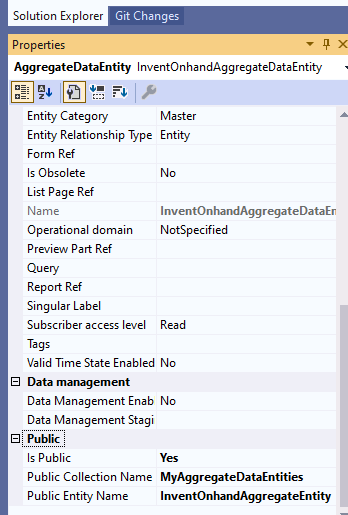 Solution Explorer Git Changes
Properties
AggregateDataEntity InventOnhandAggregateDataEntity
Entity Category Master
Entity Relationship Type Entity
Form Ref
Is Obsolete No
List Page Ref
Name InventOnhandAggregateDataEn
Operational domain NotSpecified
Preview Part Ref
Query
Report Ref
Singular Label
Subscriber access level Read
Tags
Valid Time State Enabled No
Data management
Data Management Enab No
Data Management Stagi
Public
Is Public Yes
Public Collection Name MyAggregateDataEntities
Public Entity Name InventOnhandAggregateEntity